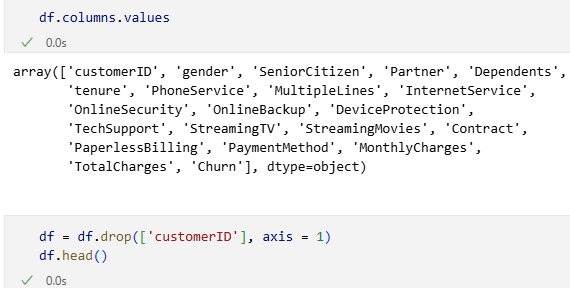 df.columns.values
0.0s
array(['customerID', 'gender', 'SeniorCitizen', 'Partner', 'Dependents',
'tenure', 'PhoneService', 'MultipleLines', 'InternetService',
'OnlineSecurity', 'OnlineBackup', 'DeviceProtection',
'TechSupport', 'StreamingTV', 'StreamingMovies', 'Contract',
'PaperlessBilling', 'PaymentMethod', 'MonthlyCharges',
'TotalCharges', 'Churn'], dtype=object)
df = df.drop(['customerID'], axis = 1)
df.head()
0.0s